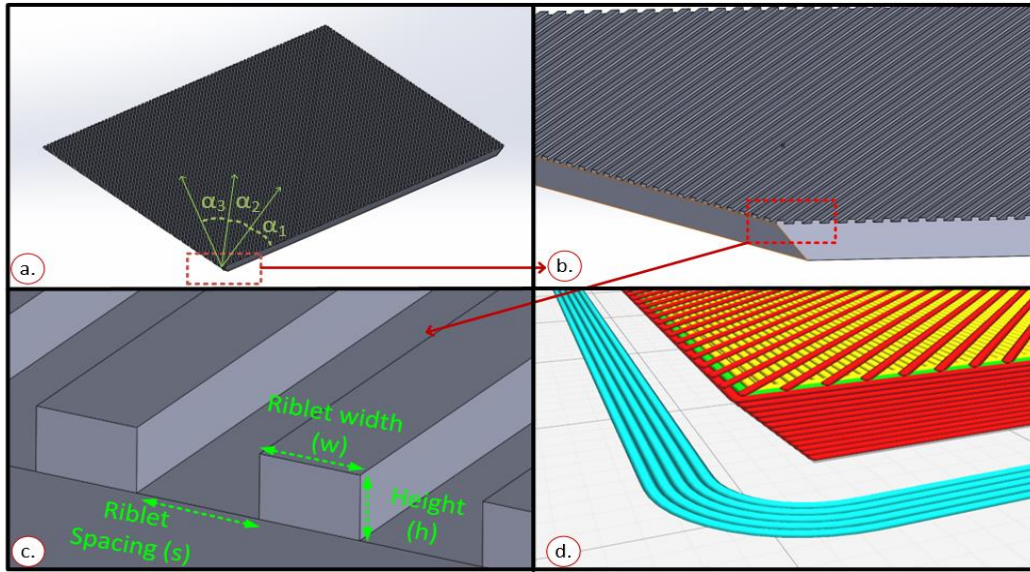 α3
α2
α1
a.
b.
Riblet width
(w)
Height
(h)
Riblet
Spacing (s)
c.
d.